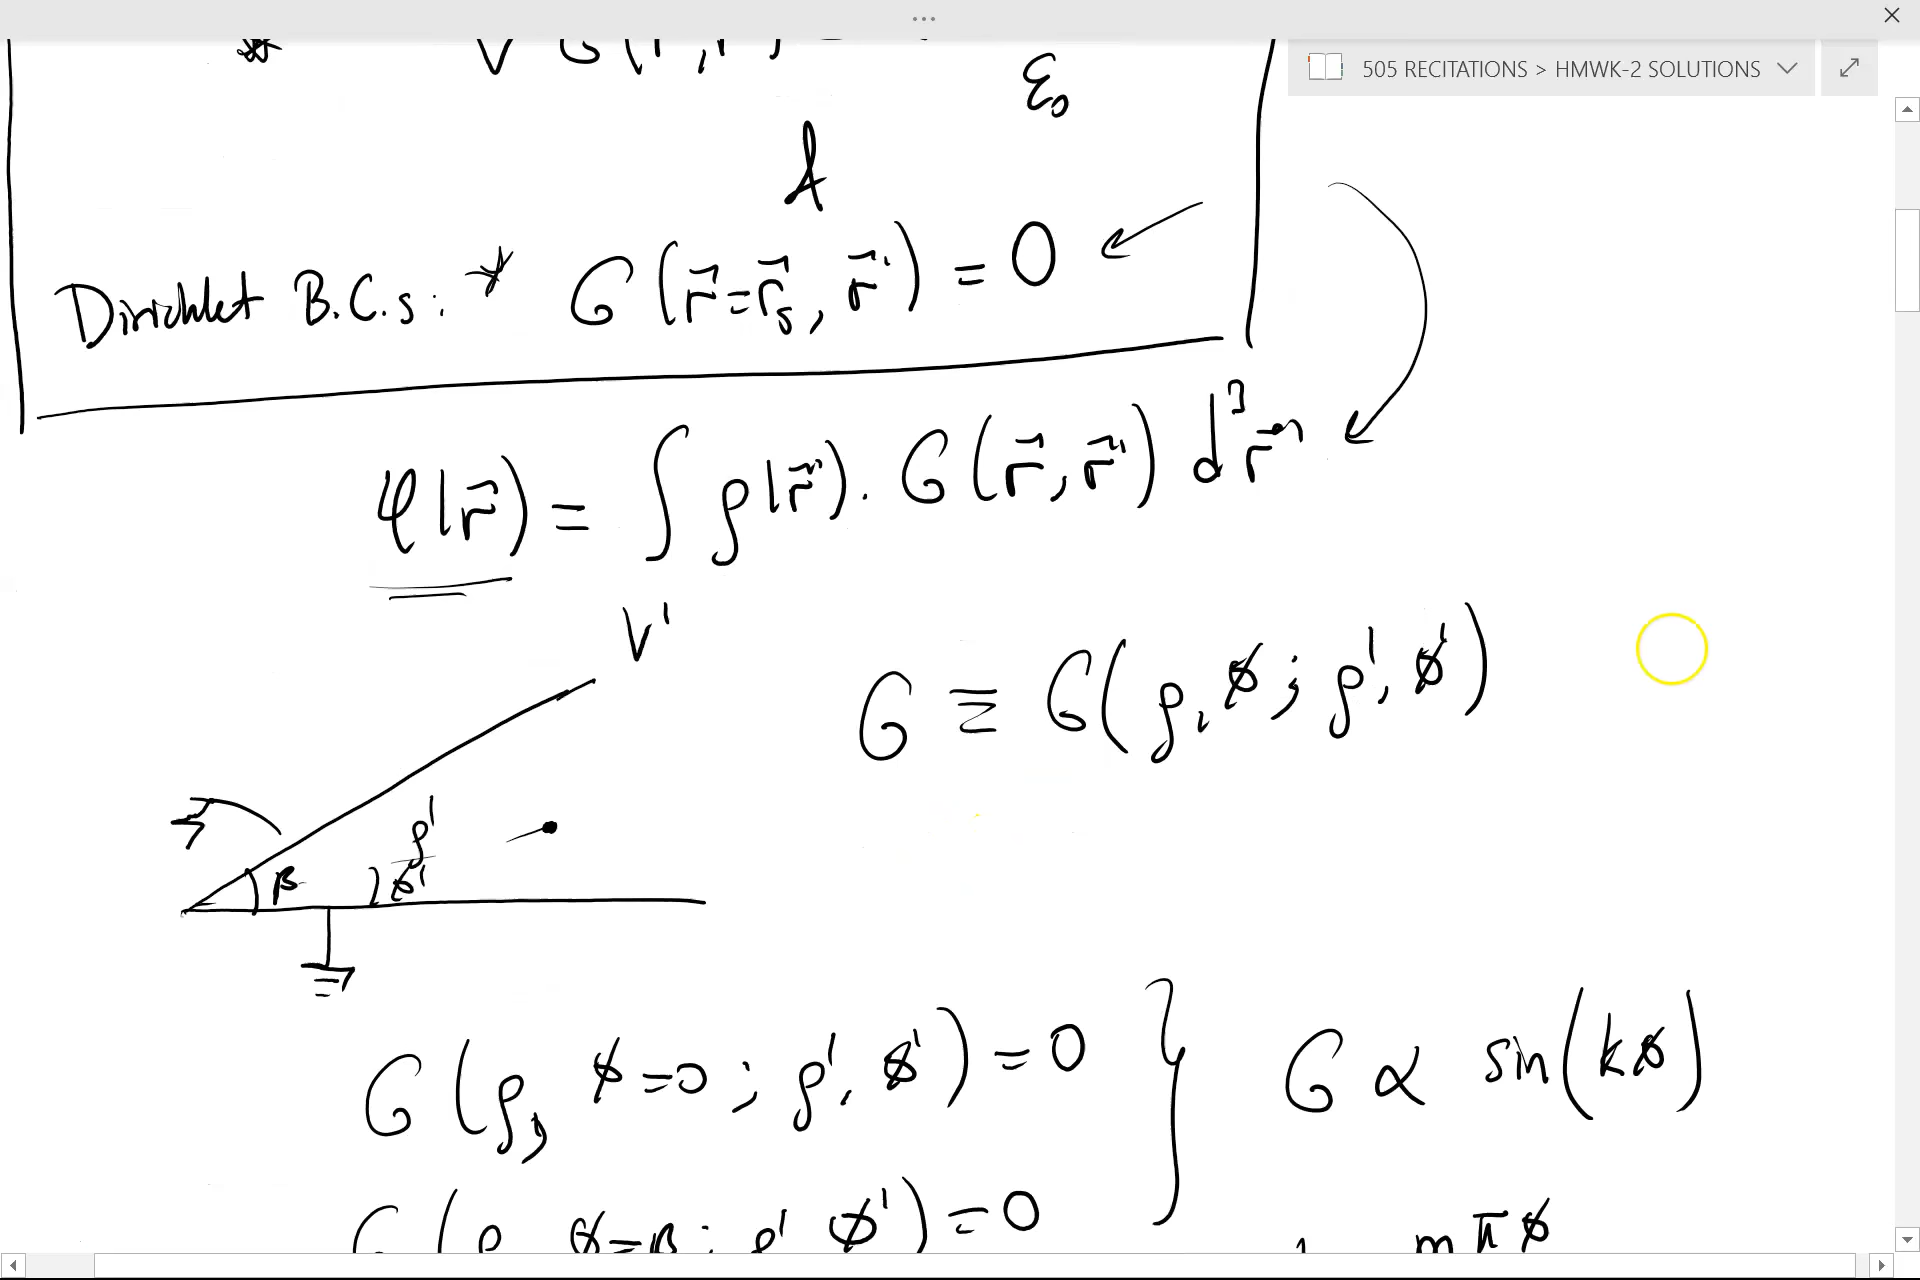 505 RECITATIONS > HMWK-2 SOLUTIONS
ε₀
Dirichlet B.C.s: * G(r⃗=r⃗s, r⃗') = 0
φ(r⃗) = ∫ ρ(r⃗'). G(r⃗, r⃗') d³r⃗'
V'
G ≡ G(ρ, φ; ρ', φ')
ρ'
β φ'
G(ρ, φ=0; ρ', φ') = 0 } G ∝ sin(kφ)
G(ρ, φ=β; ρ', φ') = 0
mπφ